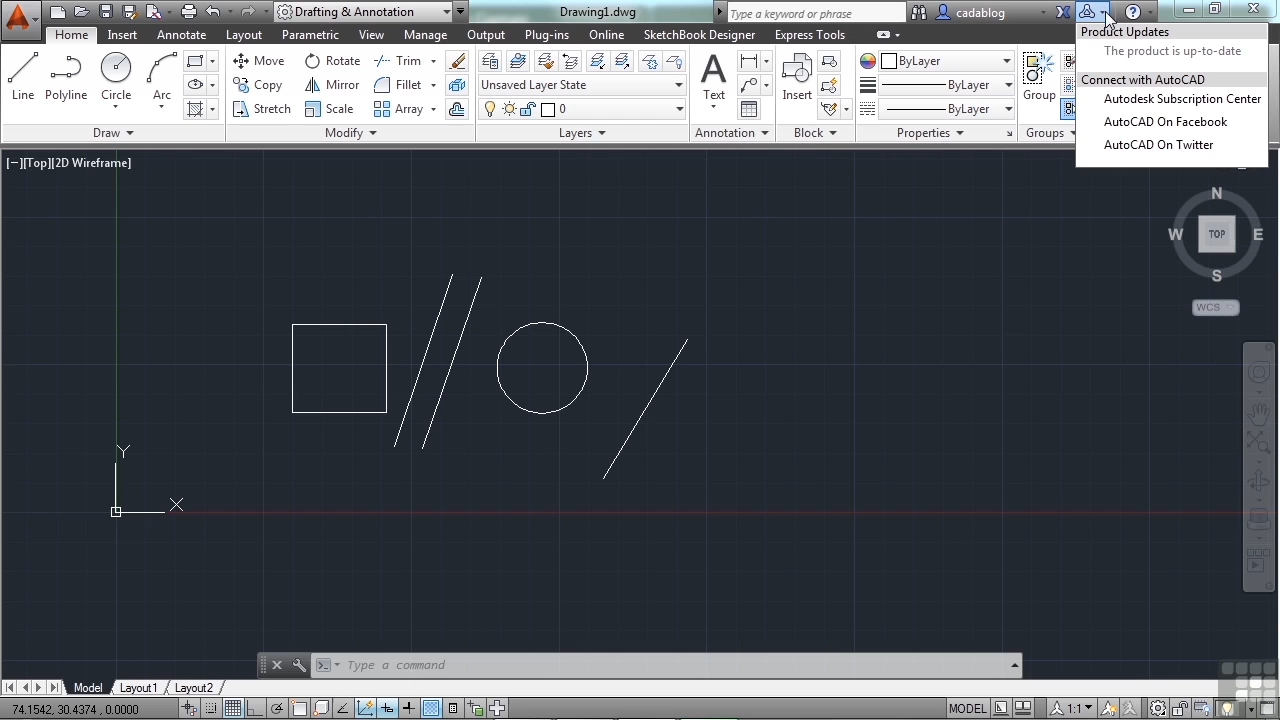 Drafting & Annotation
Drawing1.dwg
Type a keyword or phrase
cadablog
Home
Insert
Annotate
Layout
Parametric
View
Manage
Output
Plug-ins
Online
SketchBook Designer
Express Tools
Line
Polyline
Circle
Arc
Move
Copy
Stretch
Rotate
Mirror
Scale
Trim
Fillet
Array
Unsaved Layer State
0
A
Text
Insert
ByLayer
ByLayer
ByLayer
Group
Draw
Modify
Layers
Annotation
Block
Properties
Groups
Product Updates
The product is up-to-date
Connect with AutoCAD
Autodesk Subscription Center
AutoCAD On Facebook
AutoCAD On Twitter
[−][Top][2D Wireframe]
N
W
TOP
E
S
WCS
Y
X
Type a command
Model
Layout1
Layout2
74.1542, 30.4374 , 0.0000
MODEL
1:1